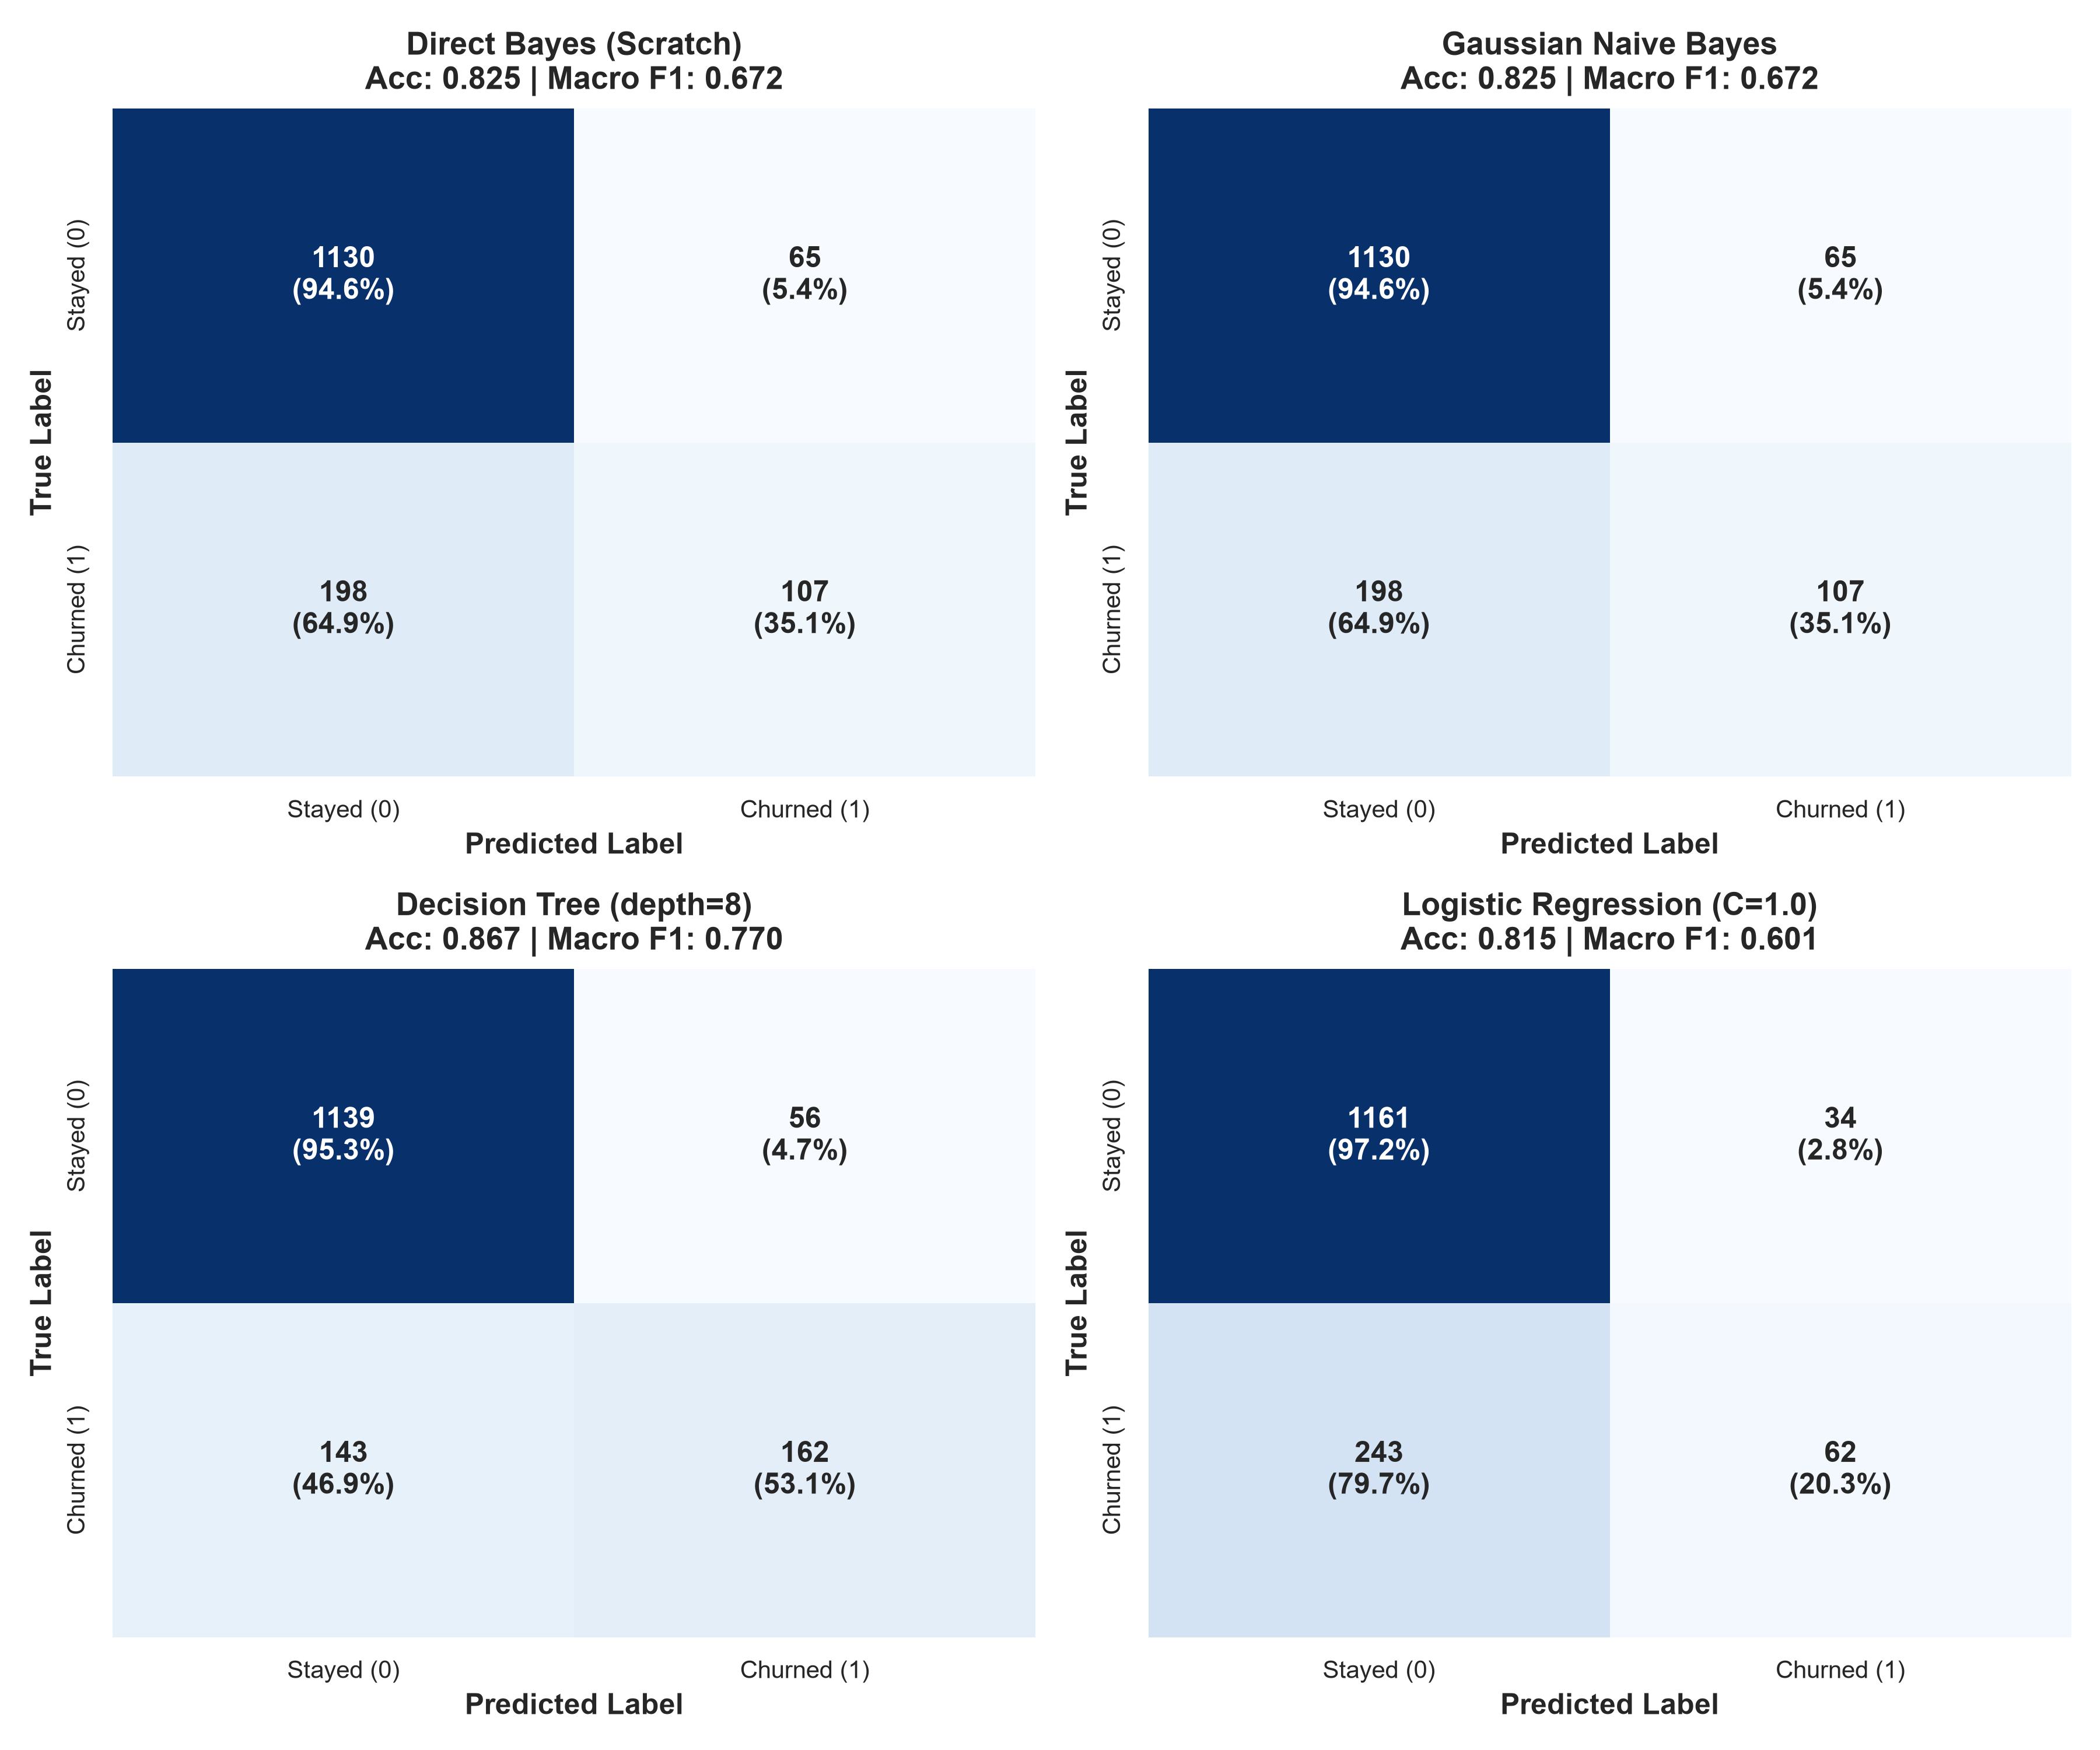 Direct Bayes (Scratch)
Acc: 0.825 | Macro F1: 0.672
True Label
Stayed (0)
Churned (1)
1130
(94.6%)
65
(5.4%)
198
(64.9%)
107
(35.1%)
Stayed (0)
Churned (1)
Predicted Label
Gaussian Naive Bayes
Acc: 0.825 | Macro F1: 0.672
True Label
Stayed (0)
Churned (1)
1130
(94.6%)
65
(5.4%)
198
(64.9%)
107
(35.1%)
Stayed (0)
Churned (1)
Predicted Label
Decision Tree (depth=8)
Acc: 0.867 | Macro F1: 0.770
True Label
Stayed (0)
Churned (1)
1139
(95.3%)
56
(4.7%)
143
(46.9%)
162
(53.1%)
Stayed (0)
Churned (1)
Predicted Label
Logistic Regression (C=1.0)
Acc: 0.815 | Macro F1: 0.601
True Label
Stayed (0)
Churned (1)
1161
(97.2%)
34
(2.8%)
243
(79.7%)
62
(20.3%)
Stayed (0)
Churned (1)
Predicted Label